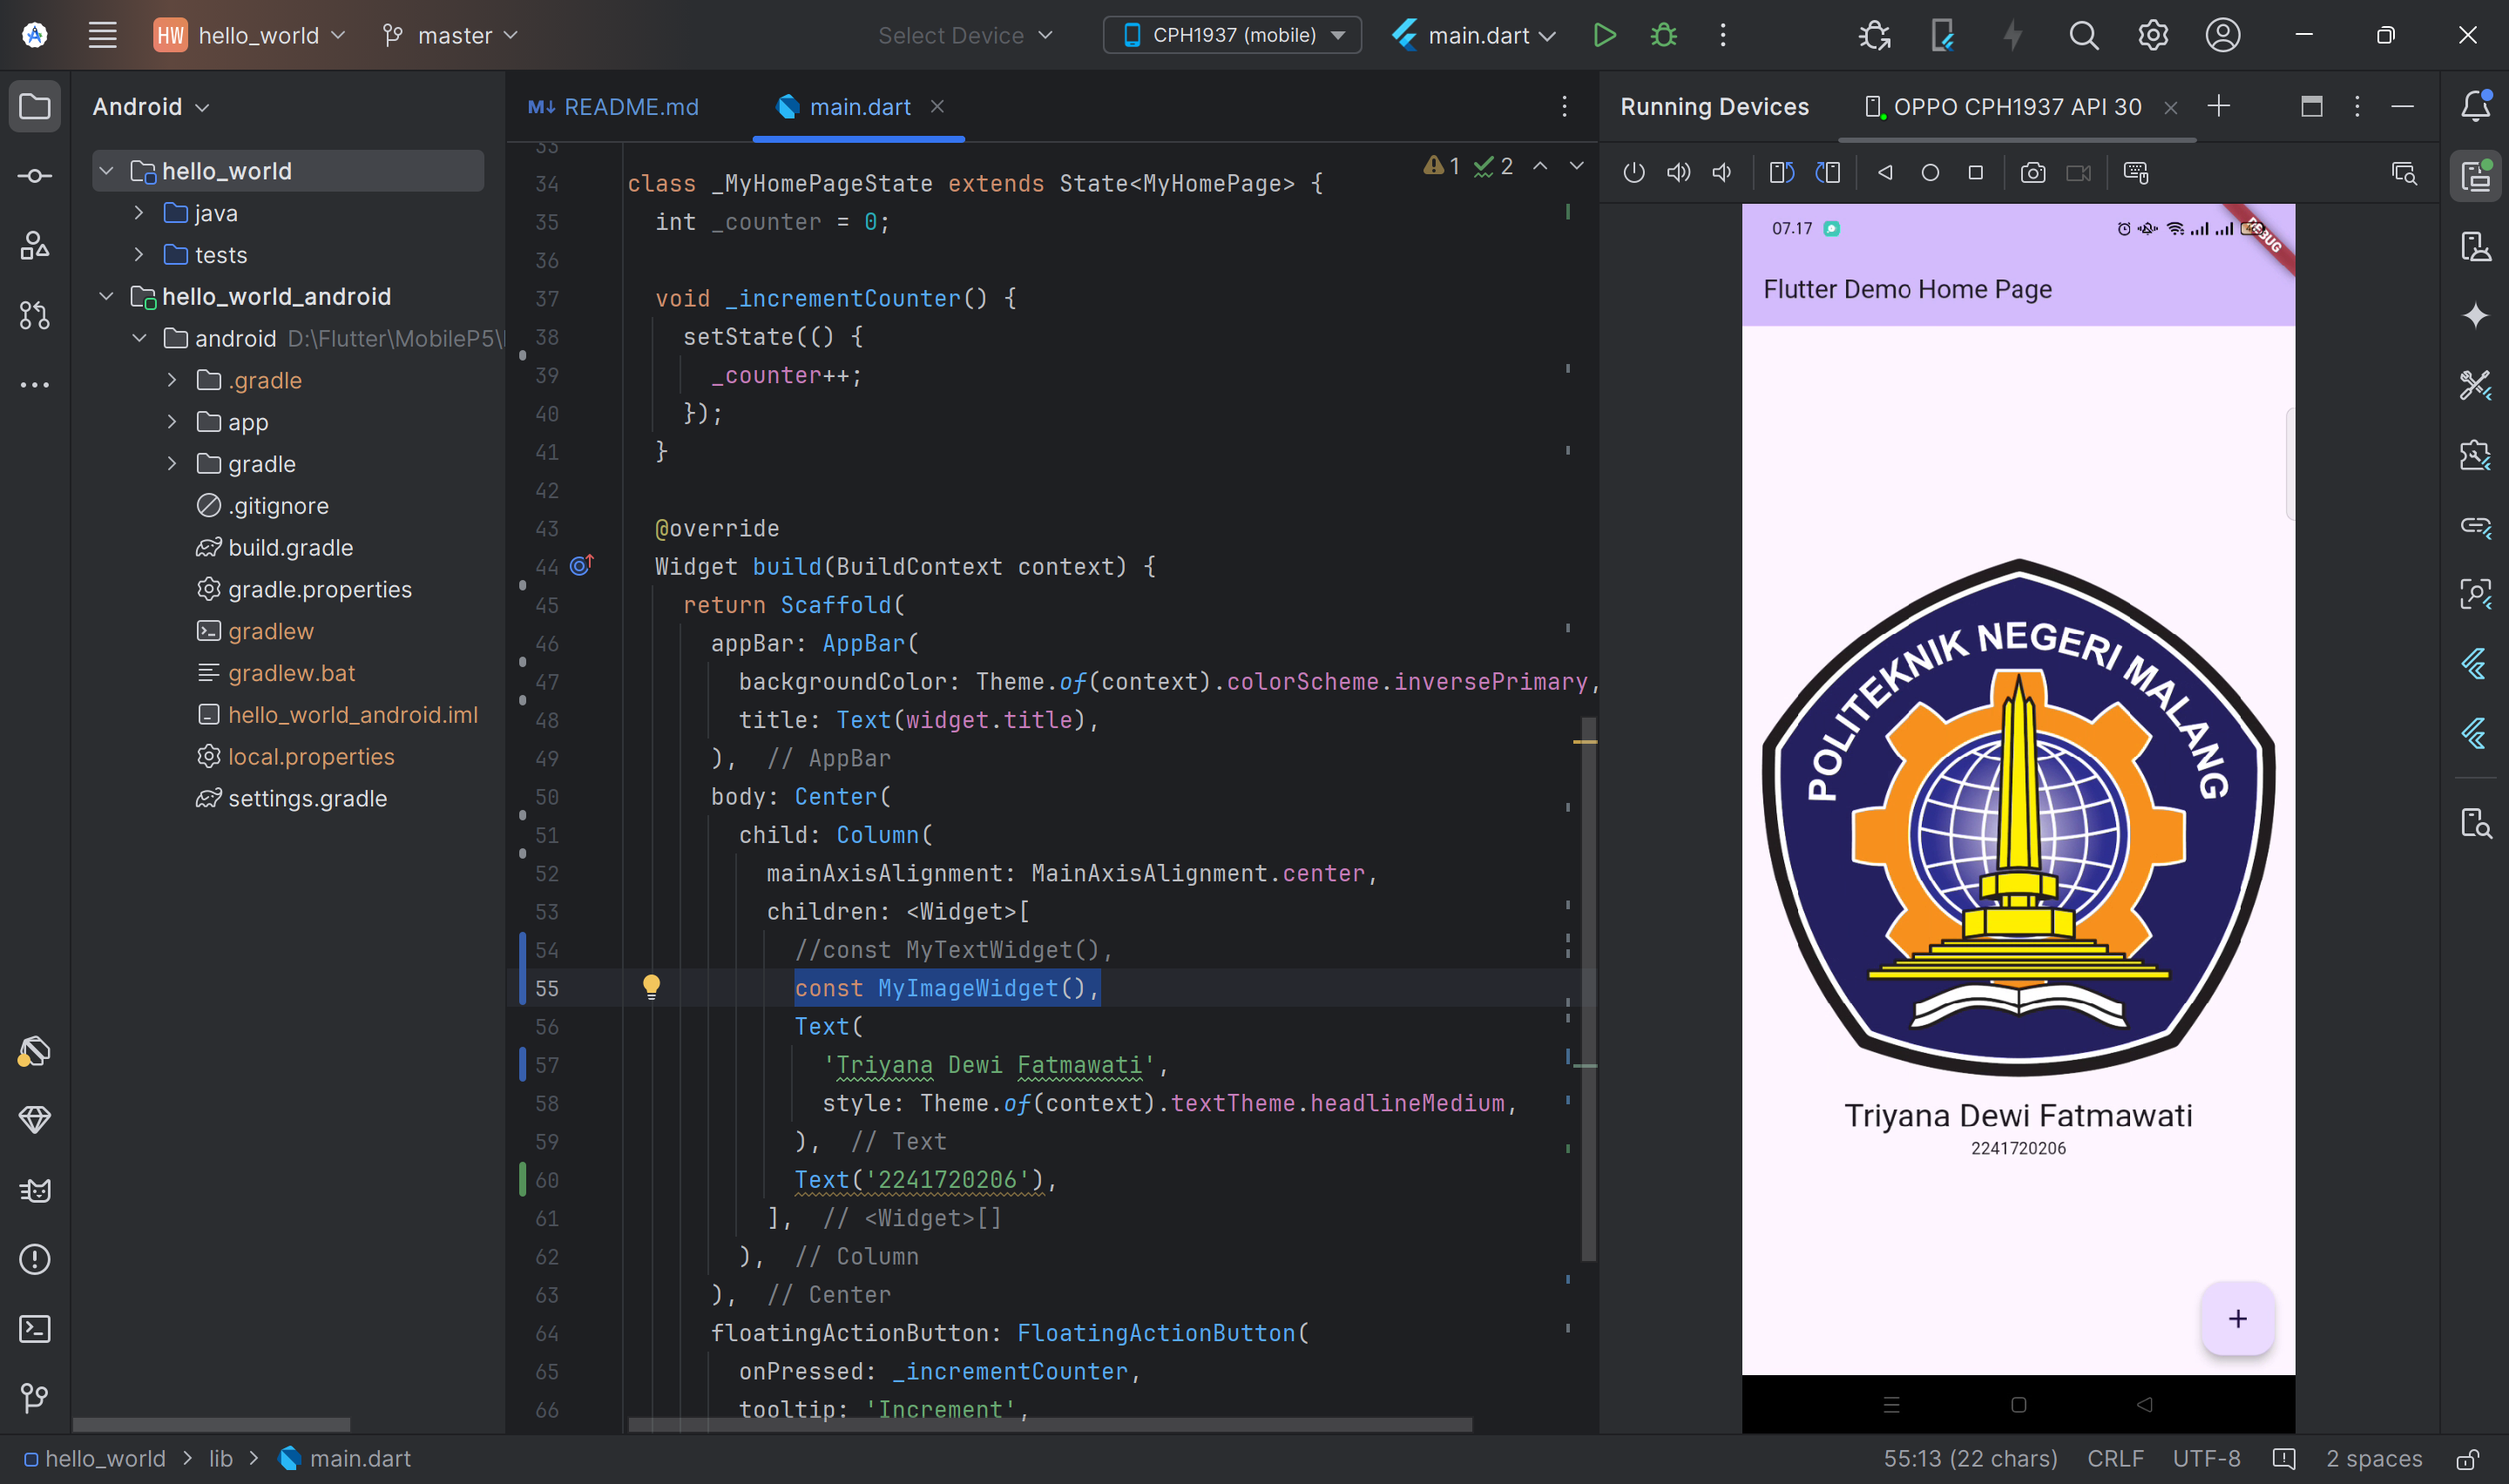 HW hello_world master Select Device CPH1937 (mobile) main.dart
Android
hello_world
java
tests
hello_world_android
android D:\Flutter\MobileP5\
.gradle
app
gradle
.gitignore
build.gradle
gradle.properties
gradlew
gradlew.bat
hello_world_android.iml
local.properties
settings.gradle
M↓ README.md main.dart
1 2
33
34 class _MyHomePageState extends State<MyHomePage> {
35 int _counter = 0;
36
37 void _incrementCounter() {
38 setState(() {
39 _counter++;
40 });
41 }
42
43 @override
44 Widget build(BuildContext context) {
45 return Scaffold(
46 appBar: AppBar(
47 backgroundColor: Theme.of(context).colorScheme.inversePrimary,
48 title: Text(widget.title),
49 ), // AppBar
50 body: Center(
51 child: Column(
52 mainAxisAlignment: MainAxisAlignment.center,
53 children: <Widget>[
54 //const MyTextWidget(),
55 const MyImageWidget(),
56 Text(
57 'Triyana Dewi Fatmawati',
58 style: Theme.of(context).textTheme.headlineMedium,
59 ), // Text
60 Text('2241720206'),
61 ], // <Widget>[]
62 ), // Column
63 ), // Center
64 floatingActionButton: FloatingActionButton(
65 onPressed: _incrementCounter,
66 tooltip: 'Increment',
Running Devices OPPO CPH1937 API 30
07.17
DEBUG
Flutter Demo Home Page
POLITEKNIK NEGERI MALANG
Triyana Dewi Fatmawati
2241720206
+
hello_world > lib > main.dart
55:13 (22 chars) CRLF UTF-8 2 spaces